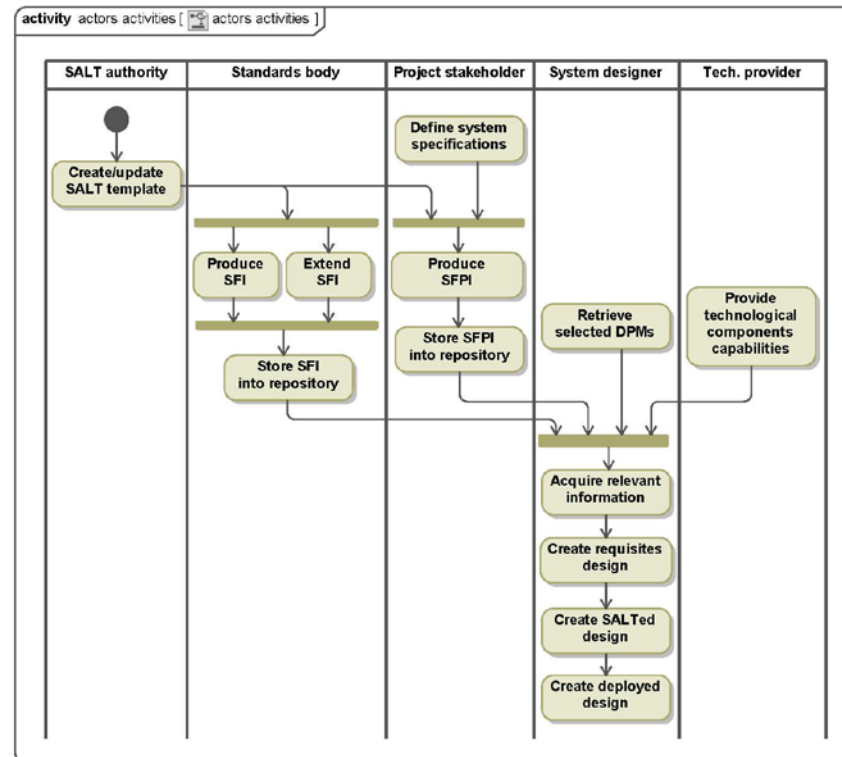 activity actors activities [ actors activities ]
SALT authority
Standards body
Project stakeholder
System designer
Tech. provider
Define system
specifications
Create/update
SALT template
Produce
SFI
Extend
SFI
Produce
SFPI
Retrieve
selected DPMs
Provide
technological
components
capabilities
Store SFI
into repository
Store SFPI
into repository
Acquire relevant
information
Create requisites
design
Create SALTed
design
Create deployed
design